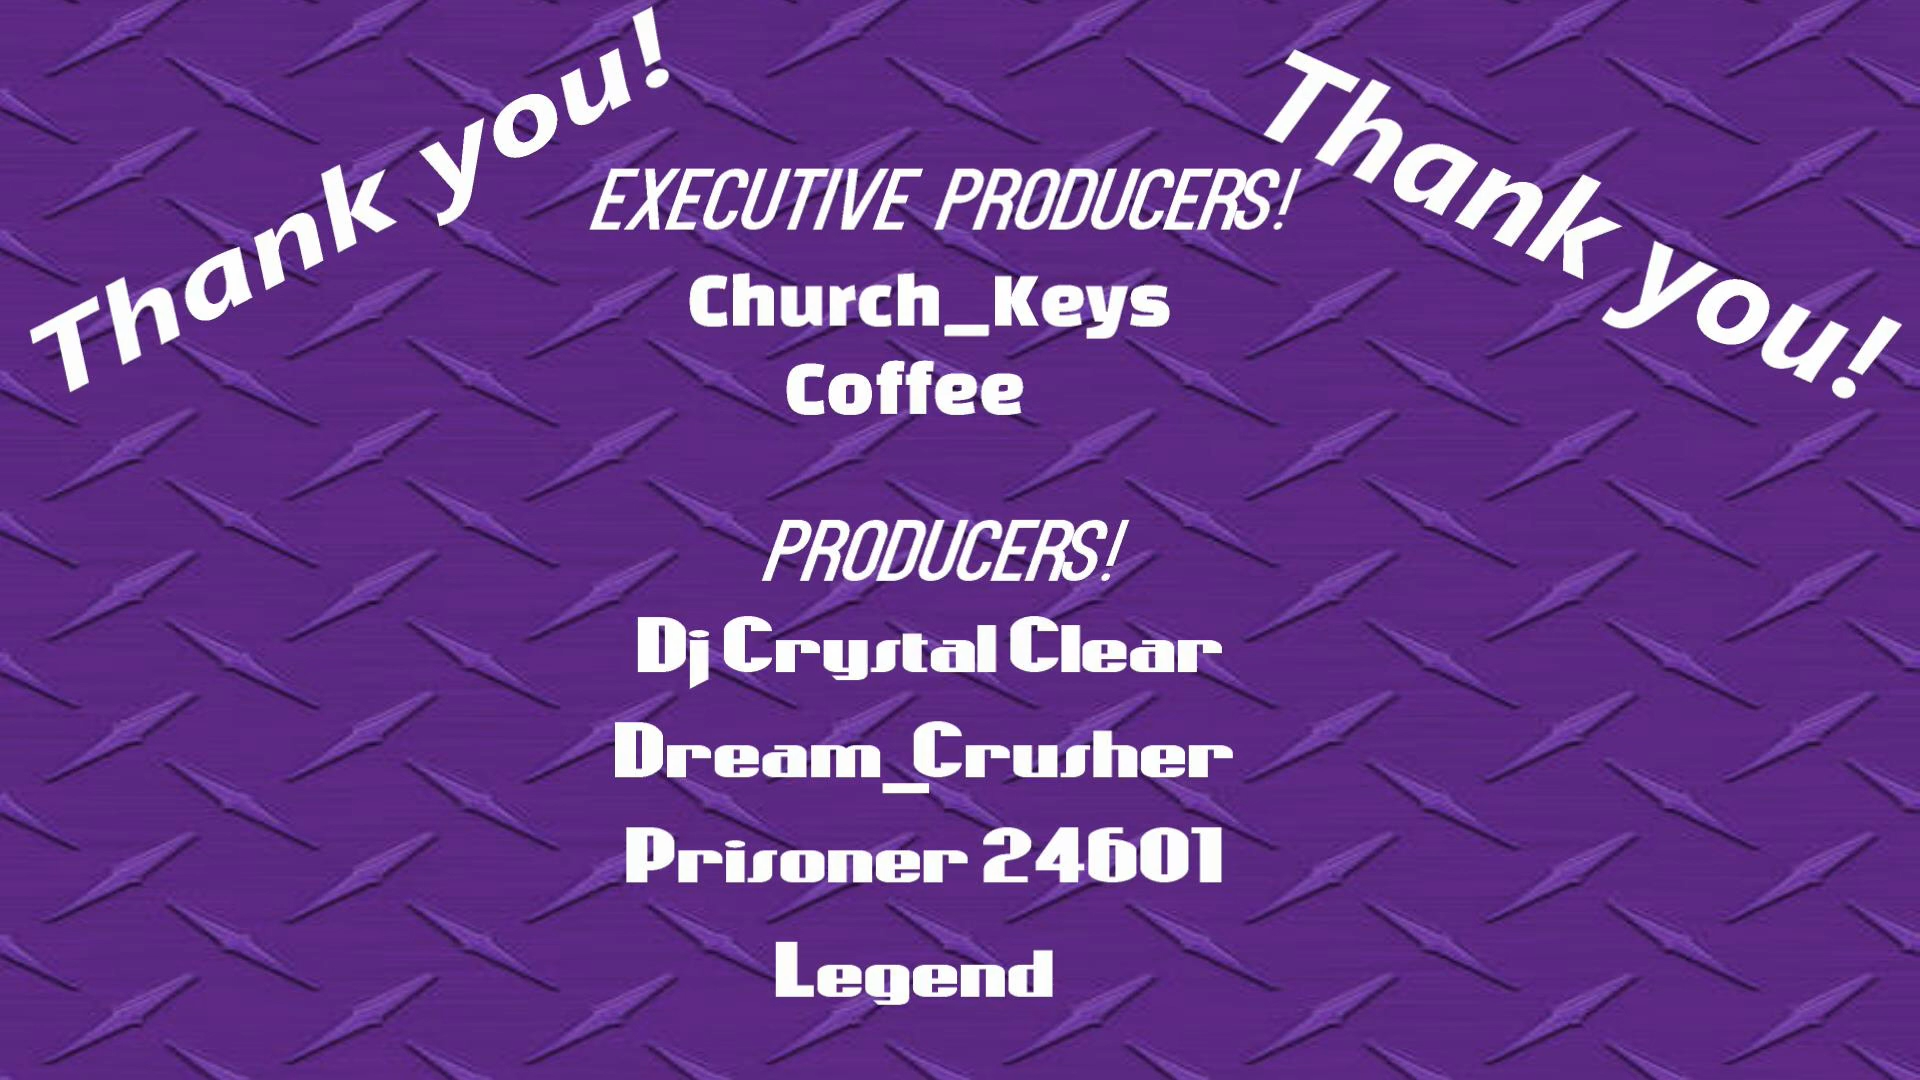 Thank you!
Thank you!
EXECUTIVE PRODUCERS!
Church_Keys
Coffee
PRODUCERS!
Dj Crystal Clear
Dream_Crusher
Prisoner 24601
Legend